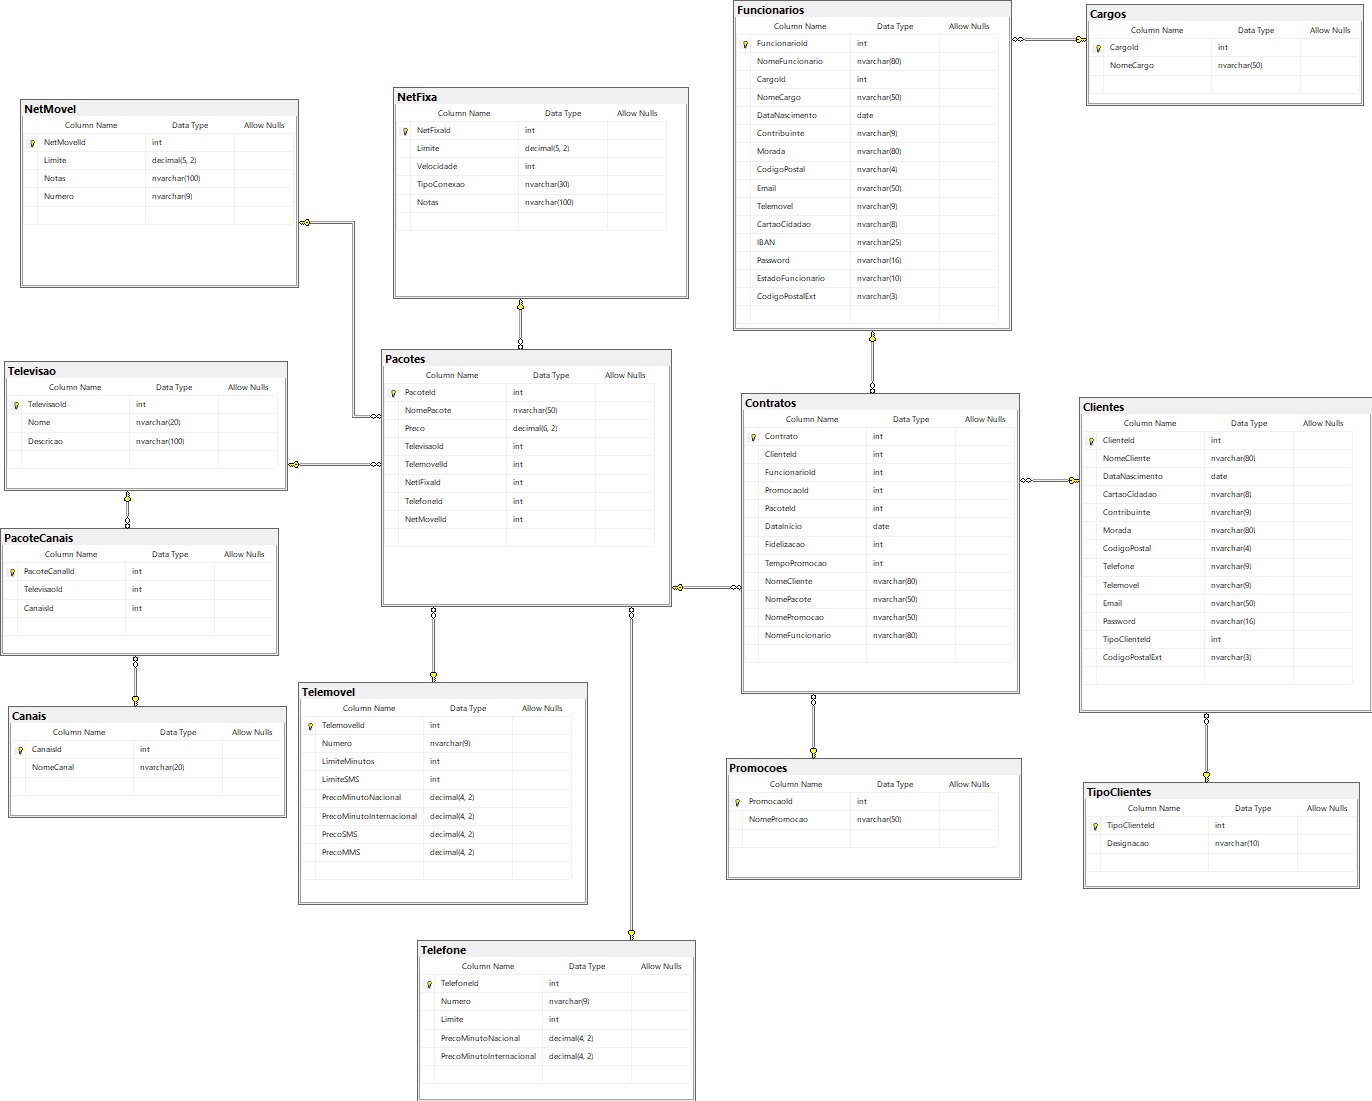 Funcionarios
Column Name Data Type Allow Nulls
FuncionarioId int
NomeFuncionario nvarchar(80)
CargoId int
NomeCargo nvarchar(50)
DataNascimento date
Contribuinte nvarchar(9)
Morada nvarchar(80)
CodigoPostal nvarchar(4)
Email nvarchar(50)
Telemovel nvarchar(9)
CartaoCidadao nvarchar(8)
IBAN nvarchar(25)
Password nvarchar(16)
EstadoFuncionario nvarchar(10)
CodigoPostalExt nvarchar(3)
Cargos
Column Name Data Type Allow Nulls
CargoId int
NomeCargo nvarchar(50)
NetMovel
Column Name Data Type Allow Nulls
NetMovelId int
Limite decimal(5, 2)
Notas nvarchar(100)
Numero nvarchar(9)
NetFixa
Column Name Data Type Allow Nulls
NetFixaId int
Limite decimal(5, 2)
Velocidade int
TipoConexao nvarchar(30)
Notas nvarchar(100)
Televisao
Column Name Data Type Allow Nulls
TelevisaoId int
Nome nvarchar(20)
Descricao nvarchar(100)
Pacotes
Column Name Data Type Allow Nulls
PacoteId int
NomePacote nvarchar(50)
Preco decimal(6, 2)
TelevisaoId int
TelemovelId int
NetIFixaId int
TelefoneId int
NetMovelId int
Contratos
Column Name Data Type Allow Nulls
Contrato int
ClienteId int
FuncionarioId int
PromocaoId int
PacoteId int
DataInicio date
Fidelizacao int
TempoPromocao int
NomeCliente nvarchar(80)
NomePacote nvarchar(50)
NomePromocao nvarchar(50)
NomeFuncionario nvarchar(80)
Clientes
Column Name Data Type Allow Nulls
ClienteId int
NomeCliente nvarchar(80)
DataNascimento date
CartaoCidadao nvarchar(8)
Contribuinte nvarchar(9)
Morada nvarchar(80)
CodigoPostal nvarchar(4)
Telefone nvarchar(9)
Telemovel nvarchar(9)
Email nvarchar(50)
Password nvarchar(16)
TipoClienteId int
CodigoPostalExt nvarchar(3)
PacoteCanais
Column Name Data Type Allow Nulls
PacoteCanalId int
TelevisaoId int
CanaisId int
Canais
Column Name Data Type Allow Nulls
CanaisId int
NomeCanal nvarchar(20)
Telemovel
Column Name Data Type Allow Nulls
TelemovelId int
Numero nvarchar(9)
LimiteMinutos int
LimiteSMS int
PrecoMinutoNacional decimal(4, 2)
PrecoMinutoInternacional decimal(4, 2)
PrecoSMS decimal(4, 2)
PrecoMMS decimal(4, 2)
Promocoes
Column Name Data Type Allow Nulls
PromocaoId int
NomePromocao nvarchar(50)
TipoClientes
Column Name Data Type Allow Nulls
TipoClienteId int
Designacao nvarchar(10)
Telefone
Column Name Data Type Allow Nulls
TelefoneId int
Numero nvarchar(9)
Limite int
PrecoMinutoNacional decimal(4, 2)
PrecoMinutoInternacional decimal(4, 2)